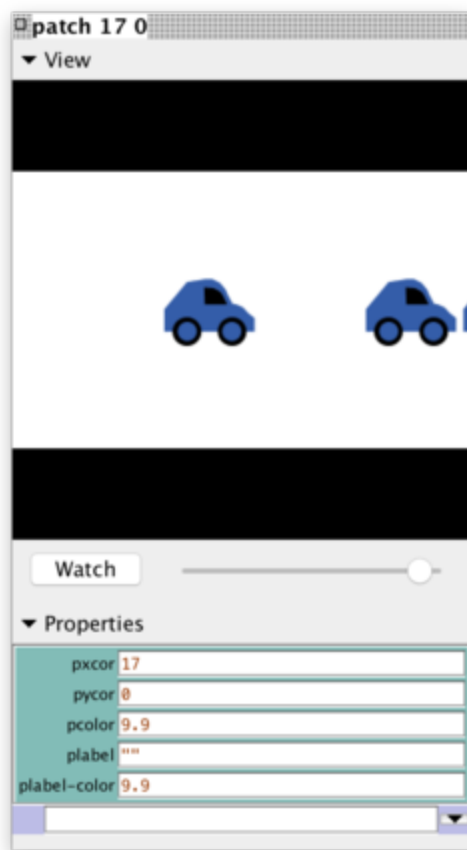 patch 17 0
View
Watch
Properties
pxcor 17
pycor 0
pcolor 9.9
plabel ""
plabel-color 9.9